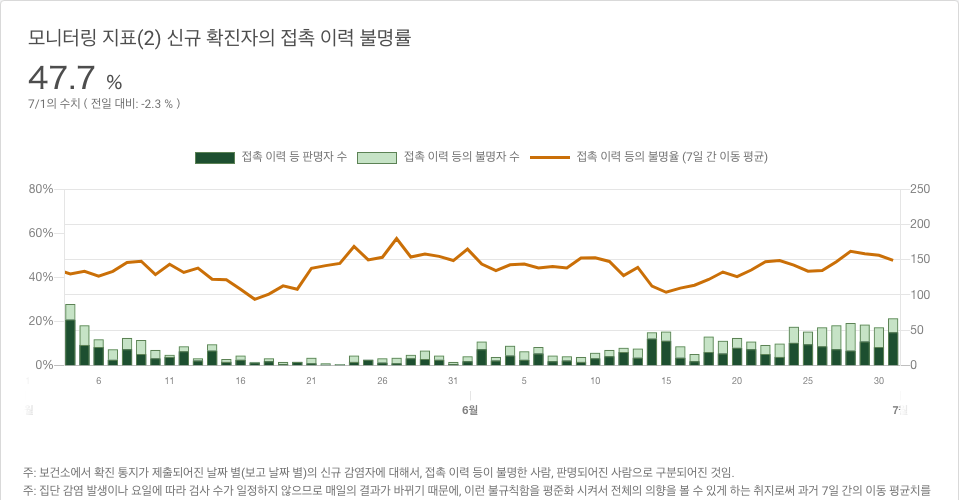 모니터링 지표(2) 신규 확진자의 접촉 이력 불명률
47.7 %
7/1의 수치 ( 전일 대비: -2.3 % )
접촉 이력 등 판명자 수 접촉 이력 등의 불명자 수 접촉 이력 등의 불명율 (7일 간 이동 평균)
80% 250
200
60%
150
40%
100
20%
50
0% 0
6 11 16 21 26 31 5 10 15 20 25 30
6월
주: 보건소에서 확진 통지가 제출되어진 날짜 별(보고 날짜 별)의 신규 감염자에 대해서, 접촉 이력 등이 불명한 사람, 판명되어진 사람으로 구분되어진 것임.
주: 집단 감염 발생이나 요일에 따라 검사 수가 일정하지 않으므로 매일의 결과가 바뀌기 때문에, 이런 불규칙함을 평준화 시켜서 전체의 의향을 볼 수 있게 하는 취지로써 과거 7일 간의 이동 평균치를